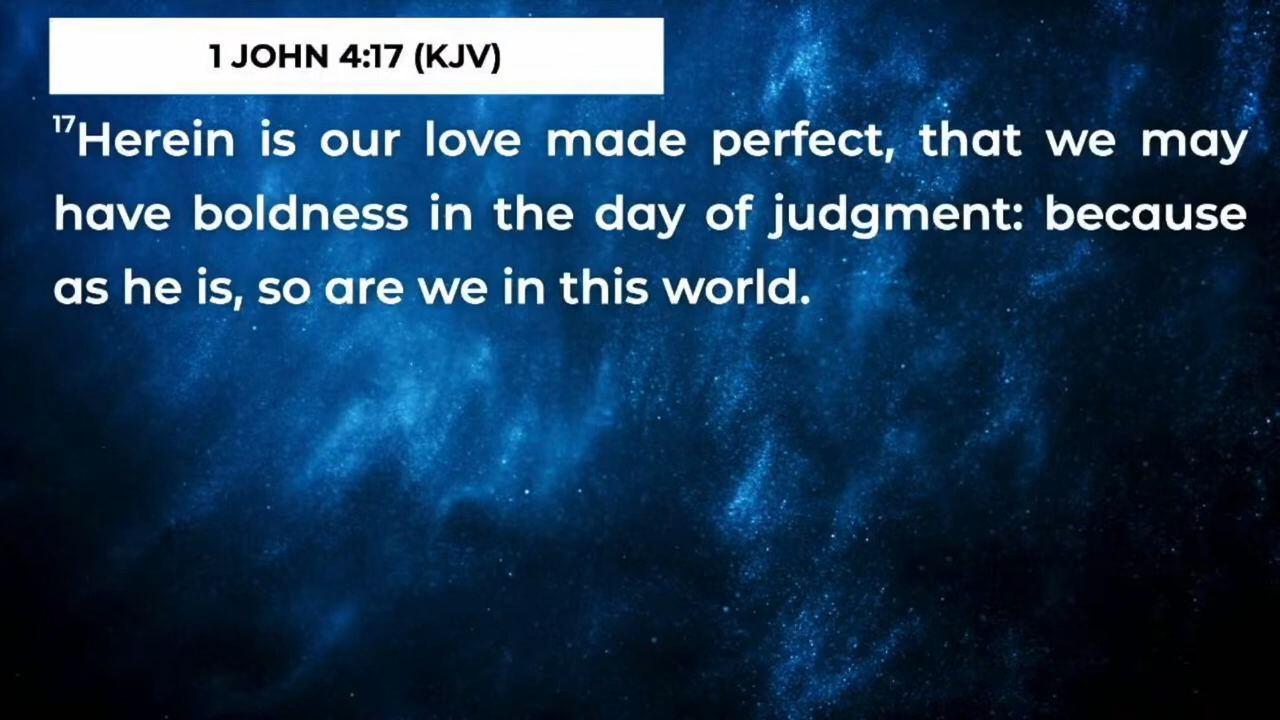 1 JOHN 4:17 (KJV)
17Herein is our love made perfect, that we may
have boldness in the day of judgment: because
as he is, so are we in this world.